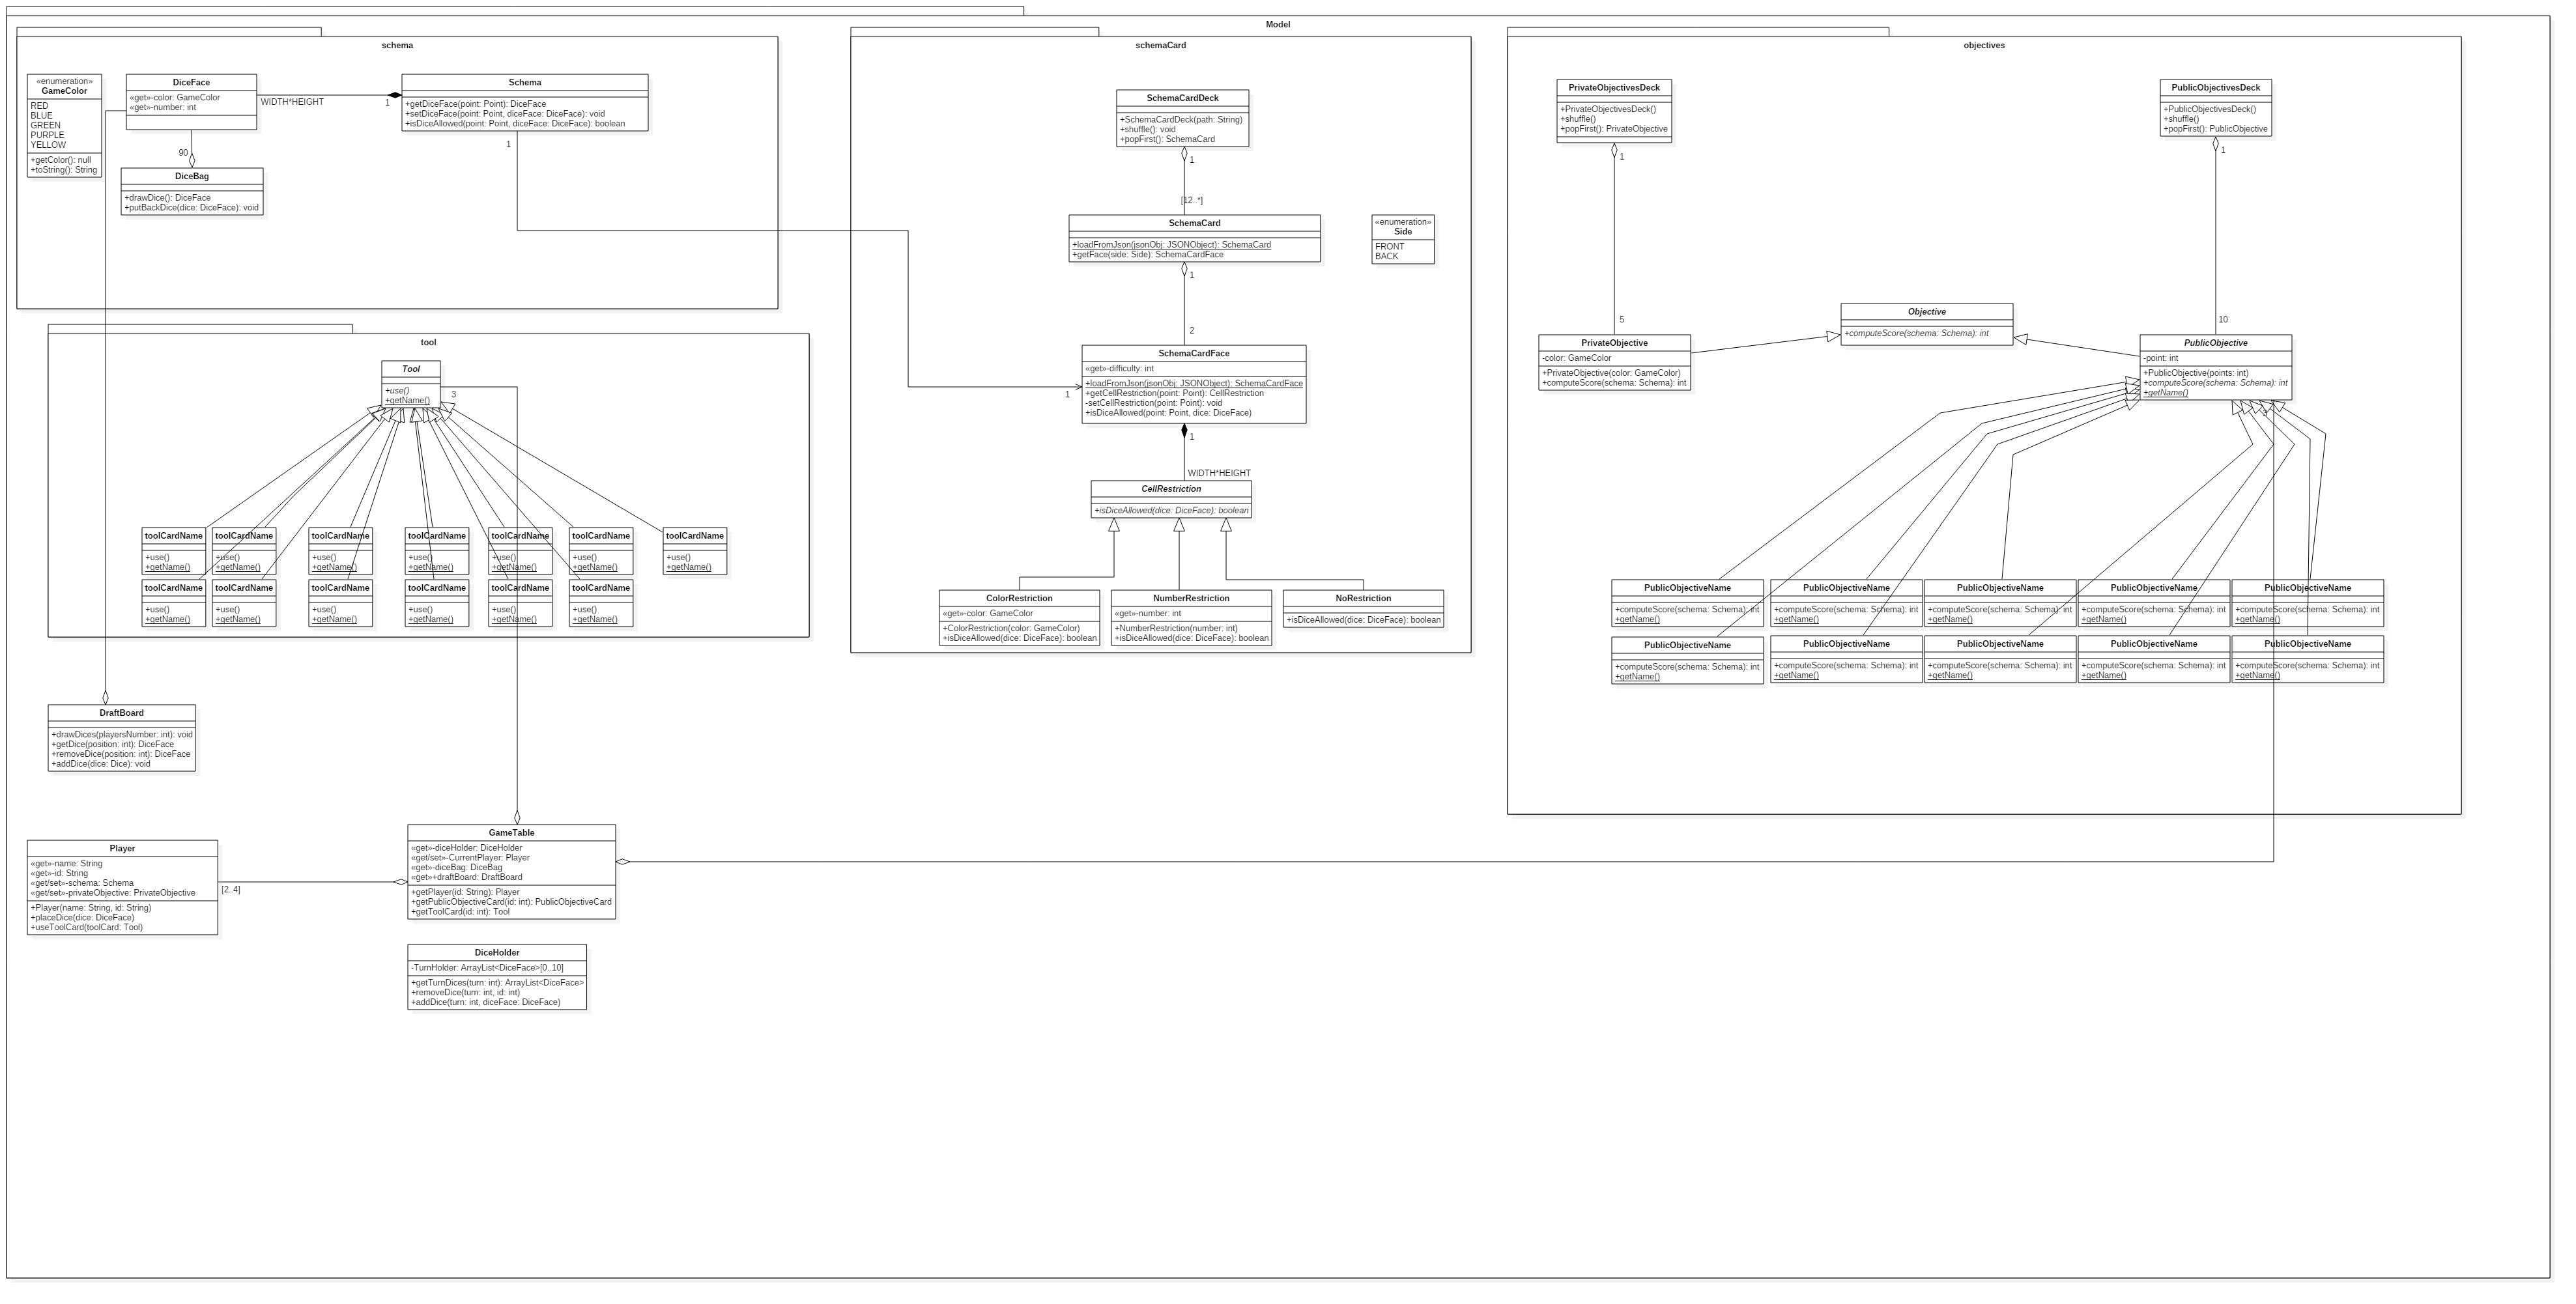 Model
schema
«enumeration»
GameColor
RED
BLUE
GREEN
PURPLE
YELLOW
+getColor(): null
+toString(): String
DiceFace
«get»-color: GameColor
«get»-number: int
WIDTH*HEIGHT
1
Schema
+getDiceFace(point: Point): DiceFace
+setDiceFace(point: Point, diceFace: DiceFace): void
+isDiceAllowed(point: Point, diceFace: DiceFace): boolean
1
90
DiceBag
+drawDice(): DiceFace
+putBackDice(dice: DiceFace): void
tool
Tool
+use()
+getName()
3
toolCardName
+use()
+getName()
toolCardName
+use()
+getName()
toolCardName
+use()
+getName()
toolCardName
+use()
+getName()
toolCardName
+use()
+getName()
toolCardName
+use()
+getName()
toolCardName
+use()
+getName()
toolCardName
+use()
+getName()
toolCardName
+use()
+getName()
toolCardName
+use()
+getName()
toolCardName
+use()
+getName()
toolCardName
+use()
+getName()
toolCardName
+use()
+getName()
DraftBoard
+drawDices(playersNumber: int): void
+getDice(position: int): DiceFace
+removeDice(position: int): DiceFace
+addDice(dice: Dice): void
Player
«get»-name: String
«get»-id: String
«get/set»-schema: Schema
«get/set»-privateObjective: PrivateObjective
+Player(name: String, id: String)
+placeDice(dice: DiceFace)
+useToolCard(toolCard: Tool)
[2..4]
GameTable
«get»-diceHolder: DiceHolder
«get/set»-CurrentPlayer: Player
«get»-diceBag: DiceBag
«get»+draftBoard: DraftBoard
+getPlayer(id: String): Player
+getPublicObjectiveCard(id: int): PublicObjectiveCard
+getToolCard(id: int): Tool
DiceHolder
-TurnHolder: ArrayList<DiceFace>[0..10]
+getTurnDices(turn: int): ArrayList<DiceFace>
+removeDice(turn: int, id: int)
+addDice(turn: int, diceFace: DiceFace)
schemaCard
SchemaCardDeck
+SchemaCardDeck(path: String)
+shuffle(): void
+popFirst(): SchemaCard
1
[12..*]
SchemaCard
+loadFromJson(jsonObj: JSONObject): SchemaCard
+getFace(side: Side): SchemaCardFace
«enumeration»
Side
FRONT
BACK
1
2
SchemaCardFace
«get»-difficulty: int
+loadFromJson(jsonObj: JSONObject): SchemaCardFace
+getCellRestriction(point: Point): CellRestriction
-setCellRestriction(point: Point): void
+isDiceAllowed(point: Point, dice: DiceFace)
1
1
WIDTH*HEIGHT
CellRestriction
+isDiceAllowed(dice: DiceFace): boolean
ColorRestriction
«get»-color: GameColor
+ColorRestriction(color: GameColor)
+isDiceAllowed(dice: DiceFace): boolean
NumberRestriction
«get»-number: int
+NumberRestriction(number: int)
+isDiceAllowed(dice: DiceFace): boolean
NoRestriction
+isDiceAllowed(dice: DiceFace): boolean
objectives
PrivateObjectivesDeck
+PrivateObjectivesDeck()
+shuffle()
+popFirst(): PrivateObjective
1
PublicObjectivesDeck
+PublicObjectivesDeck()
+shuffle()
+popFirst(): PublicObjective
1
5
Objective
+computeScore(schema: Schema): int
10
PrivateObjective
-color: GameColor
+PrivateObjective(color: GameColor)
+computeScore(schema: Schema): int
PublicObjective
-point: int
+PublicObjective(points: int)
+computeScore(schema: Schema): int
+getName()
3
PublicObjectiveName
+computeScore(schema: Schema): int
+getName()
PublicObjectiveName
+computeScore(schema: Schema): int
+getName()
PublicObjectiveName
+computeScore(schema: Schema): int
+getName()
PublicObjectiveName
+computeScore(schema: Schema): int
+getName()
PublicObjectiveName
+computeScore(schema: Schema): int
+getName()
PublicObjectiveName
+computeScore(schema: Schema): int
+getName()
PublicObjectiveName
+computeScore(schema: Schema): int
+getName()
PublicObjectiveName
+computeScore(schema: Schema): int
+getName()
PublicObjectiveName
+computeScore(schema: Schema): int
+getName()
PublicObjectiveName
+computeScore(schema: Schema): int
+getName()